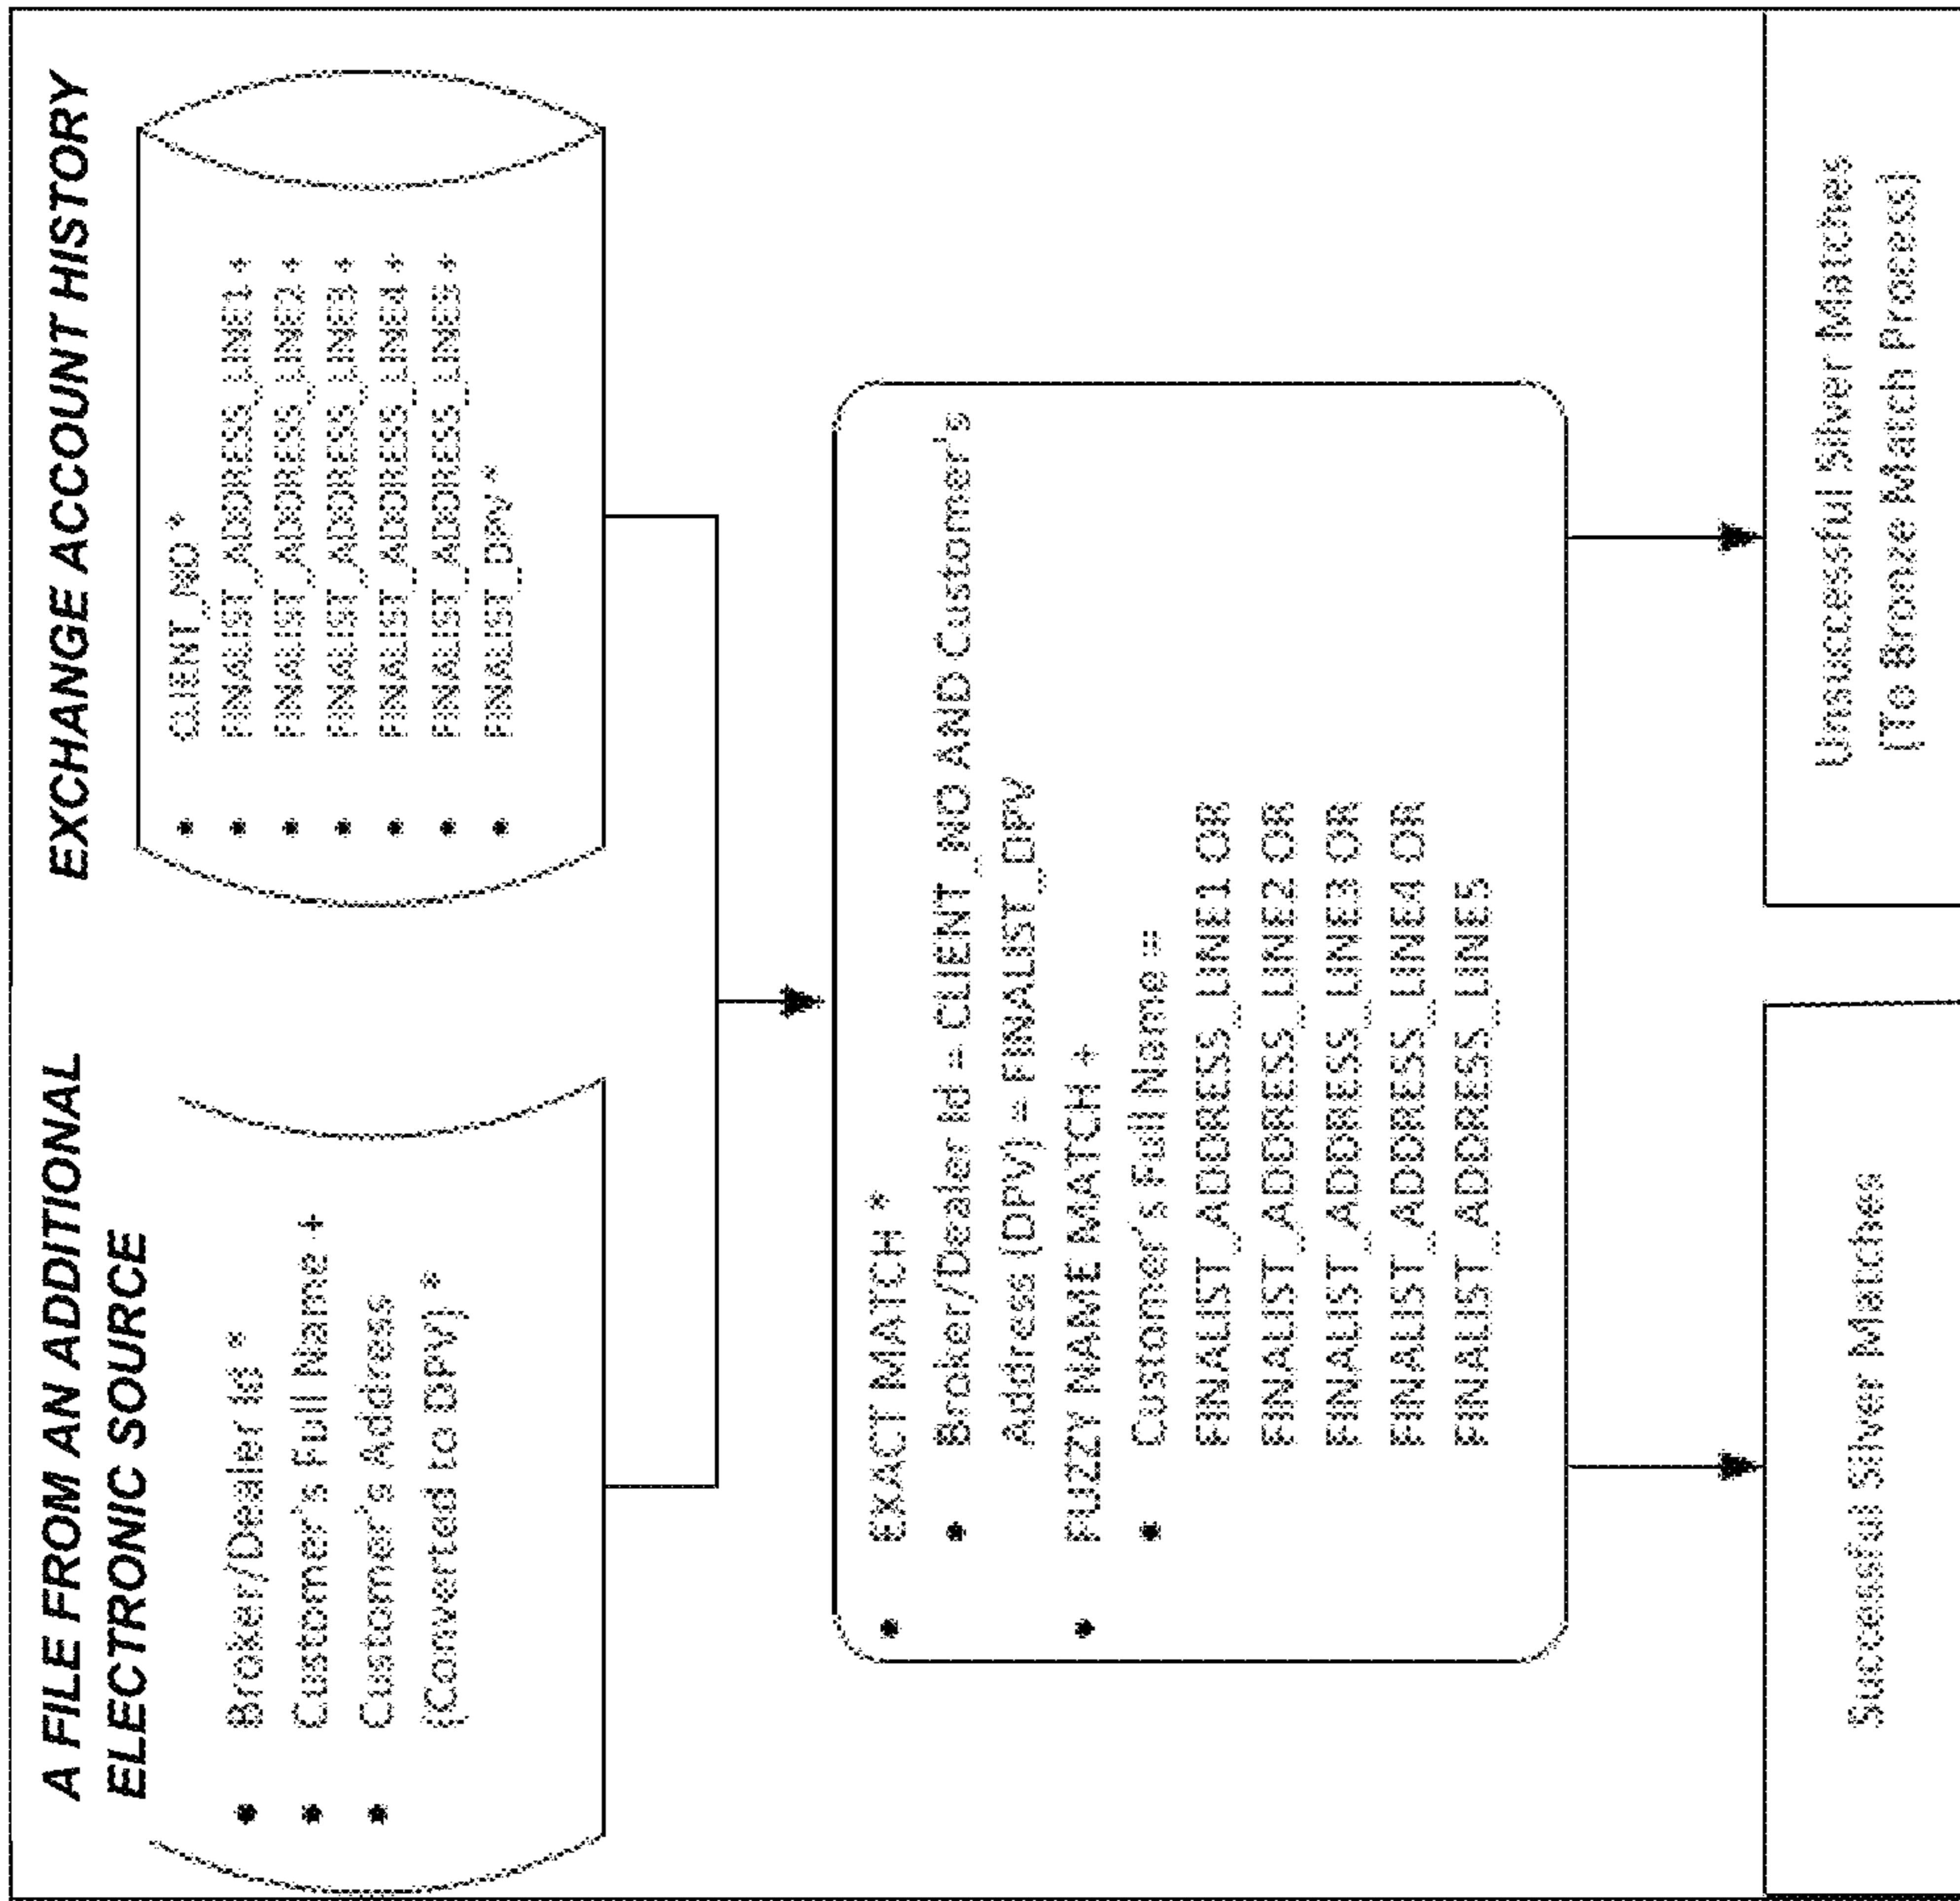 A FILE FROM AN ADDITIONAL
ELECTRONIC SOURCE
• Broker/Dealer Id *
• Customer's Full Name +
• Customer's Address
(Converted to DPV) *
EXCHANGE ACCOUNT HISTORY
• CLIENT_NO *
• FINALIST_ADDRESS_LINE1 +
• FINALIST_ADDRESS_LINE2 +
• FINALIST_ADDRESS_LINE3 +
• FINALIST_ADDRESS_LINE4 +
• FINALIST_ADDRESS_LINE5 +
• FINALIST_DPV *
• EXACT MATCH *
• Broker/Dealer Id = CLIENT_NO AND Customer's
Address (DPV) = FINALIST_DPV
• FUZZY NAME MATCH +
• Customer's Full Name =
FINALIST_ADDRESS_LINE1 OR
FINALIST_ADDRESS_LINE2 OR
FINALIST_ADDRESS_LINE3 OR
FINALIST_ADDRESS_LINE4 OR
FINALIST_ADDRESS_LINE5
Successful Silver Matches
Unsuccessful Silver Matches
(To Bronze Match Process)